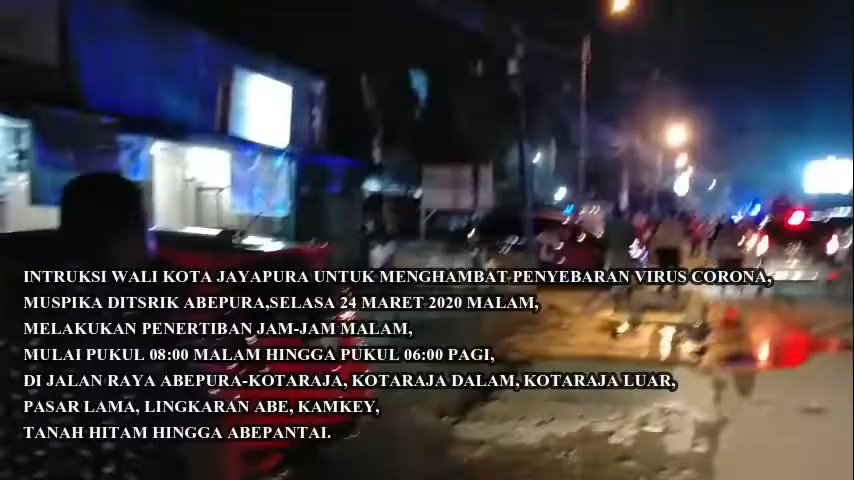 INTRUKSI WALI KOTA JAYAPURA UNTUK MENGHAMBAT PENYEBARAN VIRUS CORONA,
MUSPIKA DITSRIK ABEPURA,SELASA 24 MARET 2020 MALAM,
MELAKUKAN PENERTIBAN JAM-JAM MALAM,
MULAI PUKUL 08:00 MALAM HINGGA PUKUL 06:00 PAGI,
DI JALAN RAYA ABEPURA-KOTARAJA, KOTARAJA DALAM, KOTARAJA LUAR,
PASAR LAMA, LINGKARAN ABE, KAMKEY,
TANAH HITAM HINGGA ABEPANTAI.